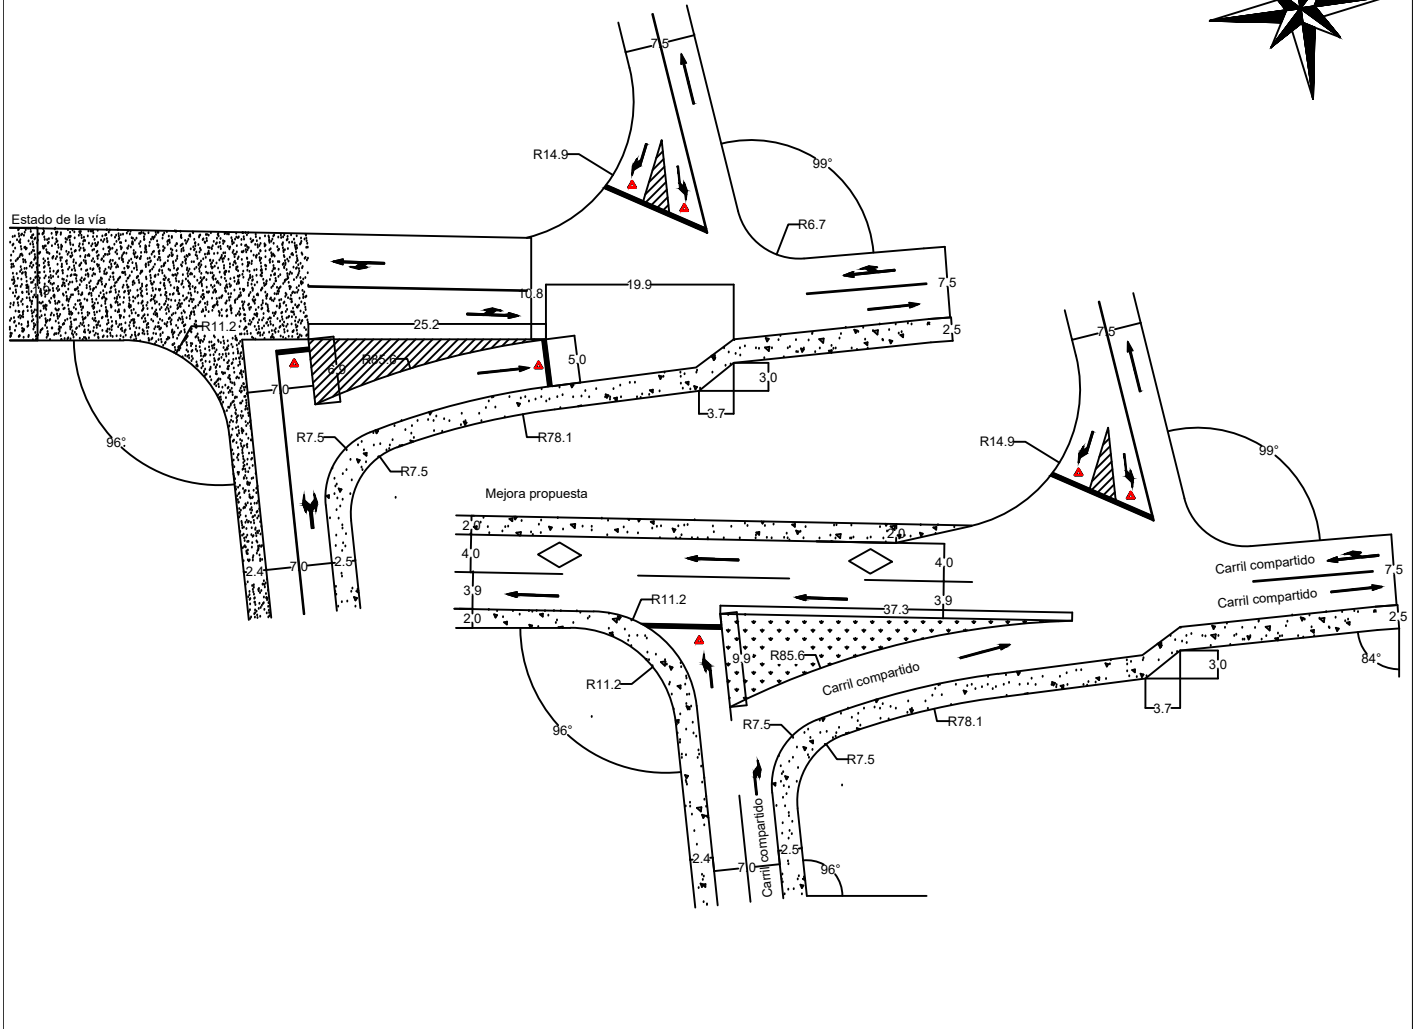 7.5
R14.9
99°
R6.7
Estado de la vía
7.5
10.8
19.9
25.2
R11.2
2.5
R85.6
5.0
6.9
3.0
7.0
3.7
96°
R7.5
R78.1
R7.5
2.4
7.0
2.5
7.5
R14.9
99°
Mejora propuesta
2.0
2.0
4.0
4.0
Carril compartido
7.5
3.9
3.9
Carril compartido
R11.2
37.3
2.0
2.5
9.9
R85.6
84°
3.0
Carril compartido
R11.2
3.7
96°
R7.5
R78.1
R7.5
Carril compartido
2.4
7.0
2.5
96°